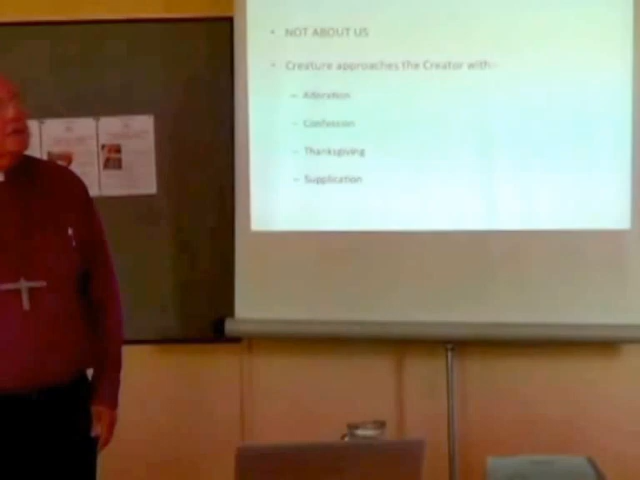 • NOT ABOUT US
• Creature approaches the Creator with:
– Adoration
– Confession
– Thanksgiving
– Supplication